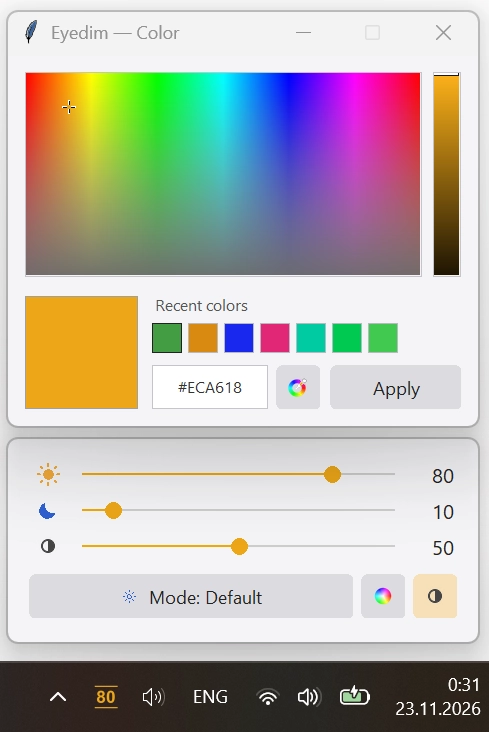 Eyedim — Color
Recent colors
#ECA618
Apply
80
10
50
Mode: Default
80
ENG
0:31
23.11.2026